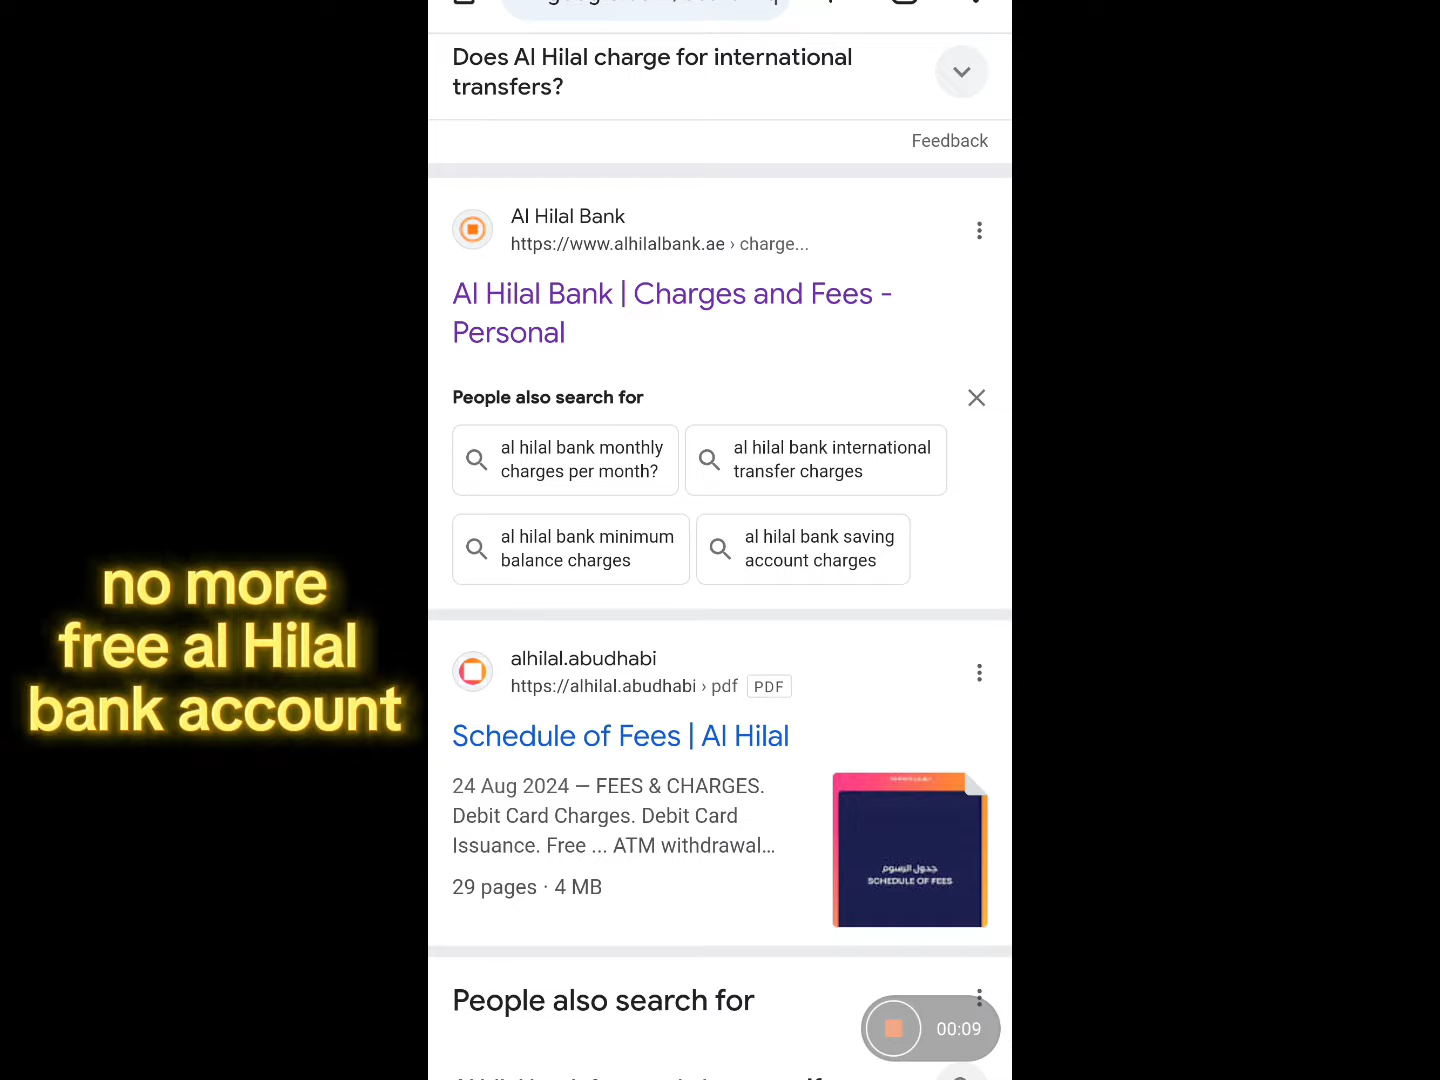 Does Al Hilal charge for international
transfers?
Feedback
Al Hilal Bank
https://www.alhilalbank.ae › charge...
Al Hilal Bank | Charges and Fees -
Personal
People also search for
al hilal bank monthly
charges per month?
al hilal bank international
transfer charges
al hilal bank minimum
balance charges
al hilal bank saving
account charges
no more
free al Hilal
bank account
alhilal.abudhabi
https://alhilal.abudhabi › pdf PDF
Schedule of Fees | Al Hilal
24 Aug 2024 — FEES & CHARGES.
Debit Card Charges. Debit Card
Issuance. Free ... ATM withdrawal...
29 pages · 4 MB
جدول الرسوم
SCHEDULE OF FEES
People also search for
00:09